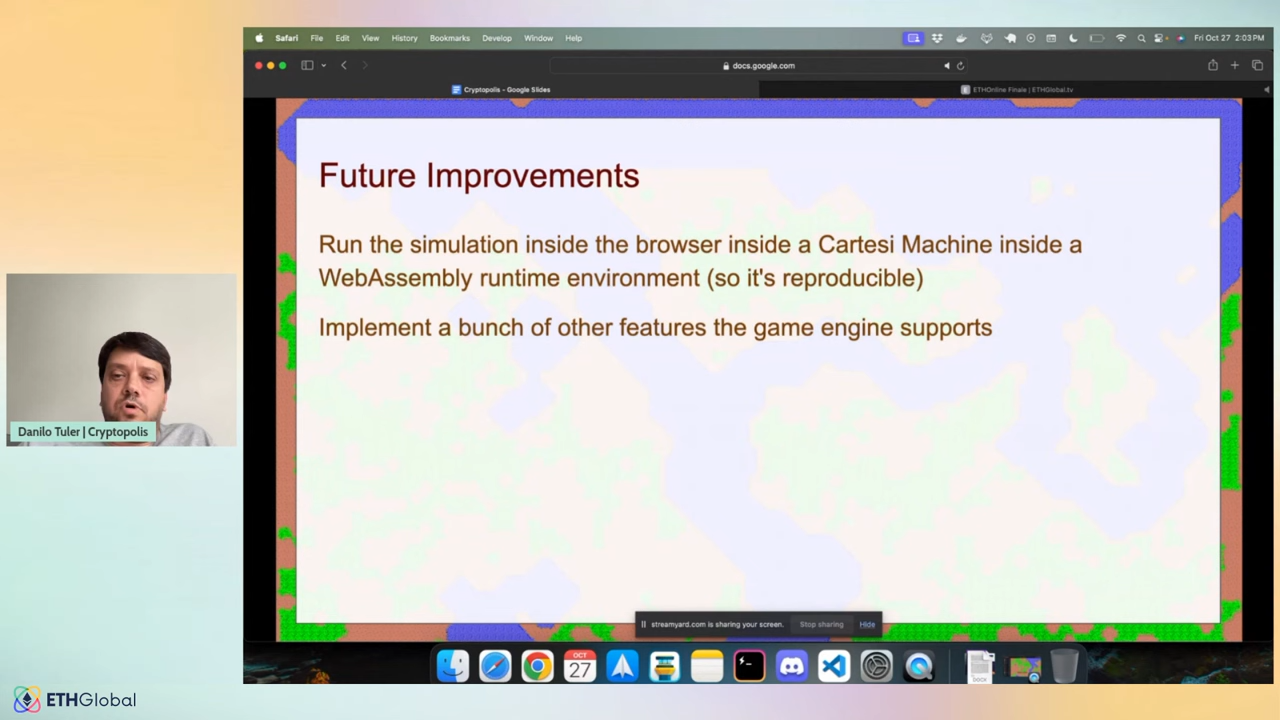 Safari File Edit View History Bookmarks Develop Window Help
Fri Oct 27 2:03 PM
docs.google.com
Cryptopolis - Google Slides
ETHOnline Finale | ETHGlobal.tv
Future Improvements
Run the simulation inside the browser inside a Cartesi Machine inside a
WebAssembly runtime environment (so it's reproducible)
Implement a bunch of other features the game engine supports
Danilo Tuler | Cryptopolis
streamyard.com is sharing your screen. Stop sharing Hide
OCT
27
DOCX
ETHGlobal